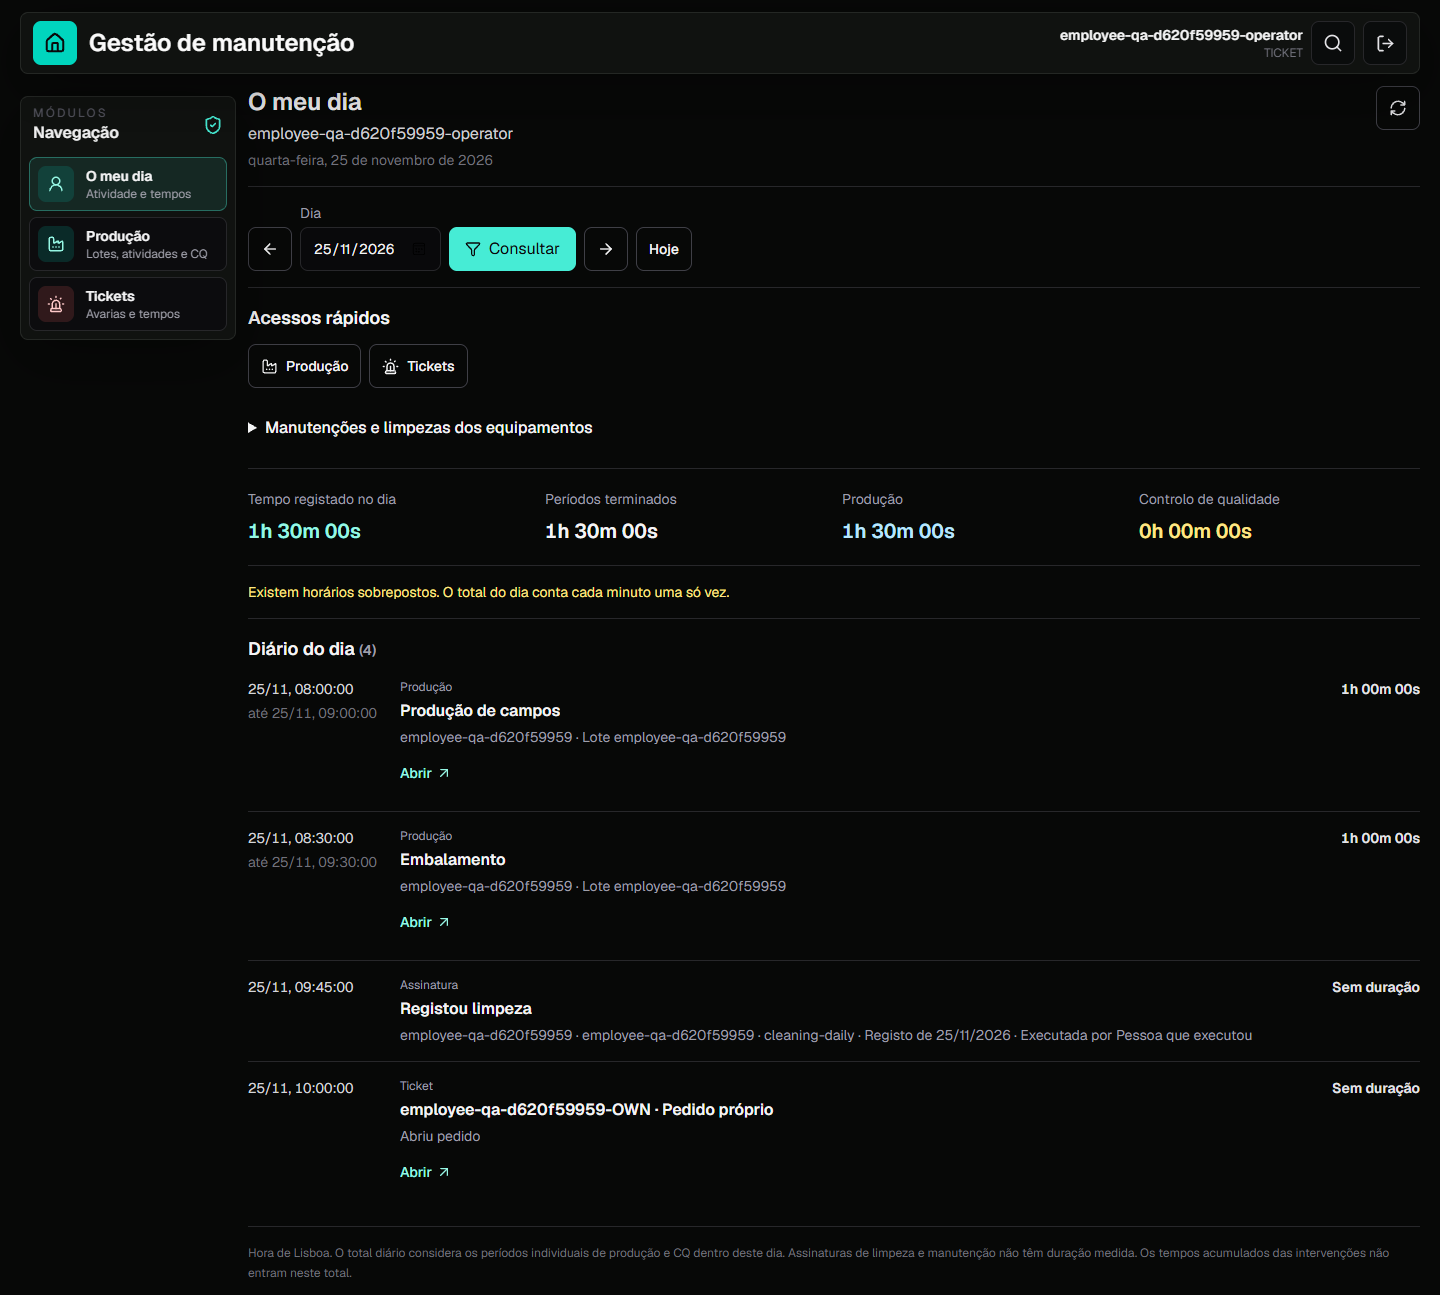 Gestão de manutenção
employee-qa-d620f59959-operator
TICKET
MÓDULOS
Navegação
O meu dia
Atividade e tempos
Produção
Lotes, atividades e CQ
Tickets
Avarias e tempos
O meu dia
employee-qa-d620f59959-operator
quarta-feira, 25 de novembro de 2026
Dia
25/11/2026
Consultar
Hoje
Acessos rápidos
Produção
Tickets
Manutenções e limpezas dos equipamentos
Tempo registado no dia
1h 30m 00s
Períodos terminados
1h 30m 00s
Produção
1h 30m 00s
Controlo de qualidade
0h 00m 00s
Existem horários sobrepostos. O total do dia conta cada minuto uma só vez.
Diário do dia (4)
25/11, 08:00:00
até 25/11, 09:00:00
Produção
Produção de campos
employee-qa-d620f59959 · Lote employee-qa-d620f59959
Abrir
1h 00m 00s
25/11, 08:30:00
até 25/11, 09:30:00
Produção
Embalamento
employee-qa-d620f59959 · Lote employee-qa-d620f59959
Abrir
1h 00m 00s
25/11, 09:45:00
Assinatura
Registou limpeza
employee-qa-d620f59959 · employee-qa-d620f59959 · cleaning-daily · Registo de 25/11/2026 · Executada por Pessoa que executou
Sem duração
25/11, 10:00:00
Ticket
employee-qa-d620f59959-OWN · Pedido próprio
Abriu pedido
Abrir
Sem duração
Hora de Lisboa. O total diário considera os períodos individuais de produção e CQ dentro deste dia. Assinaturas de limpeza e manutenção não têm duração medida. Os tempos acumulados das intervenções não
entram neste total.